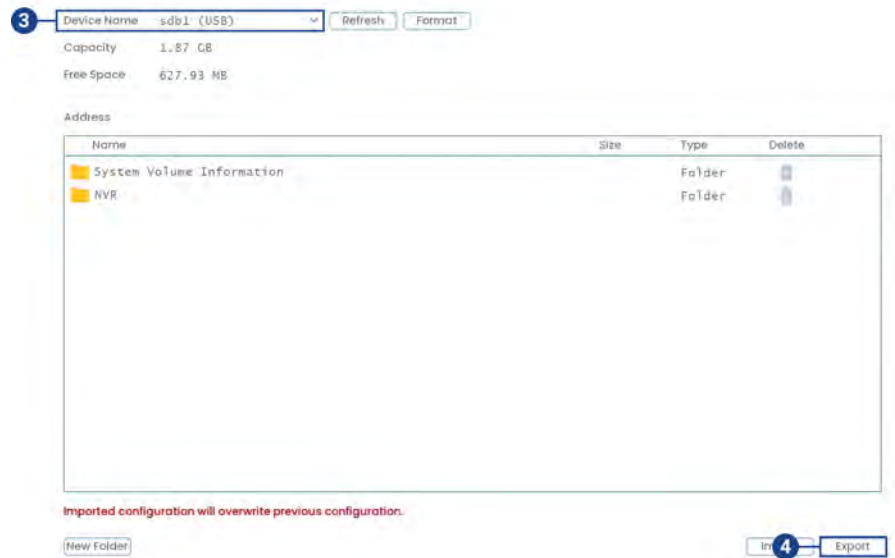 3 Device Name sdb1 (USB) Refresh Format
Capacity 1.87 GB
Free Space 627.93 MB
Address
Name Size Type Delete
System Volume Information Folder
NVR Folder
Imported configuration will overwrite previous configuration.
New Folder 4 Export